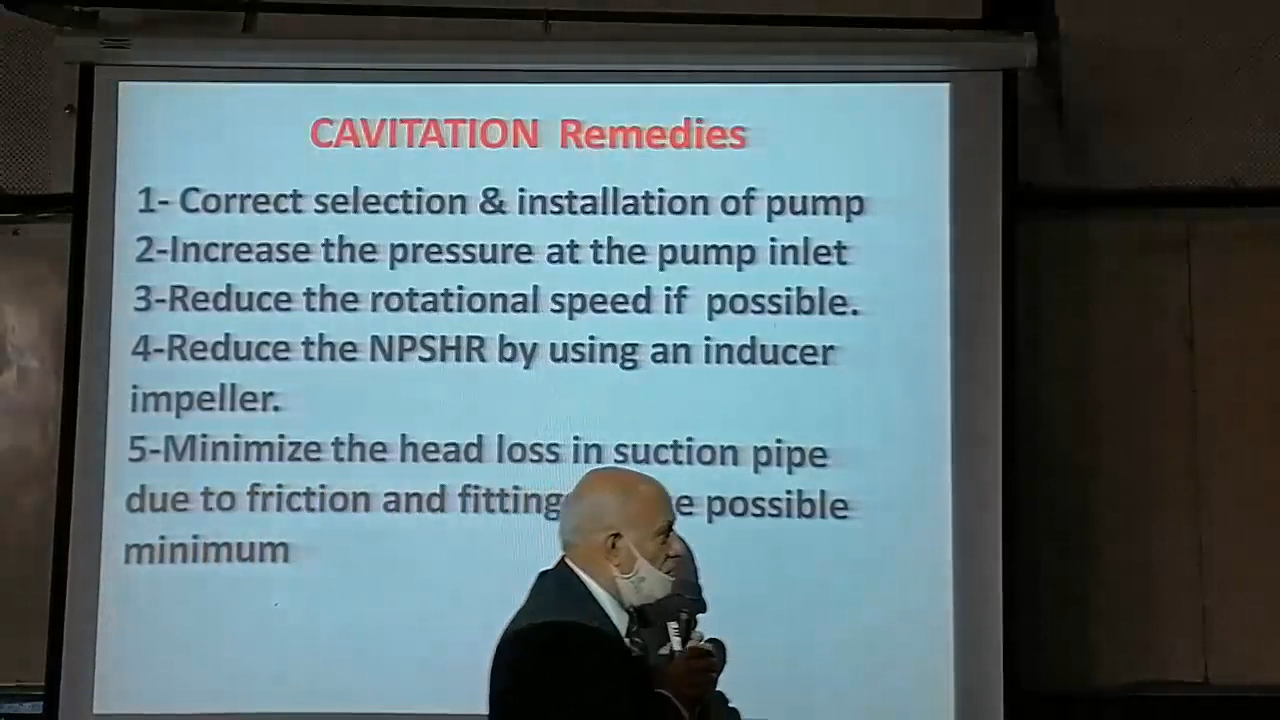 CAVITATION Remedies
1- Correct selection & installation of pump
2-Increase the pressure at the pump inlet
3-Reduce the rotational speed if possible.
4-Reduce the NPSHR by using an inducer
impeller.
5-Minimize the head loss in suction pipe
due to friction and fitting possible
minimum